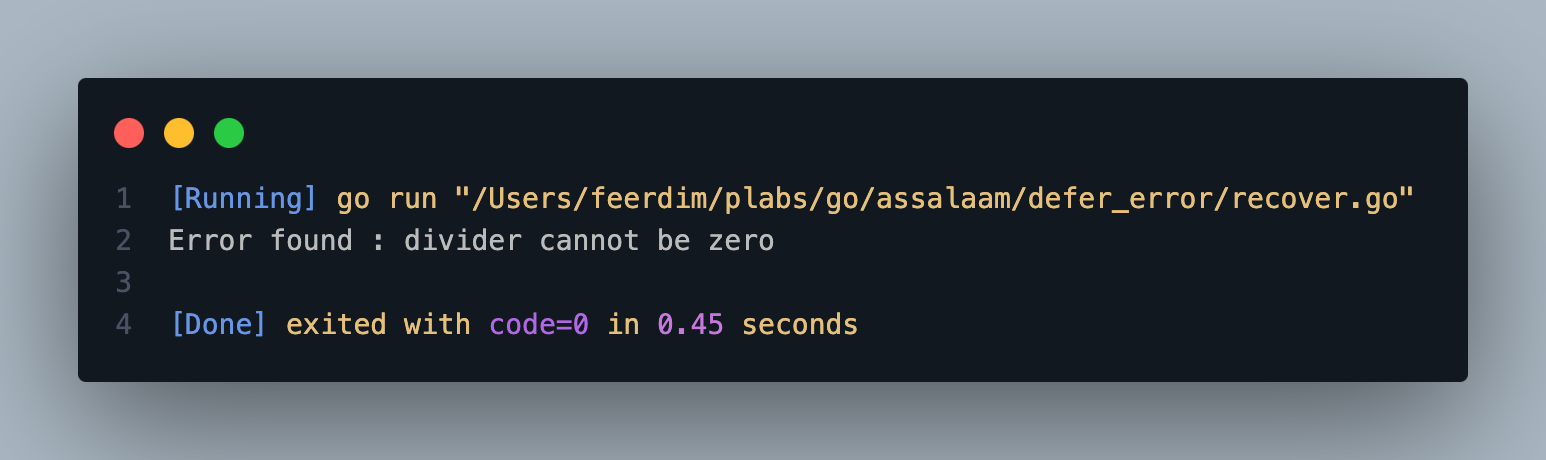 1 [Running] go run "/Users/feerdim/plabs/go/assalaam/defer_error/recover.go"
2 Error found : divider cannot be zero
3
4 [Done] exited with code=0 in 0.45 seconds